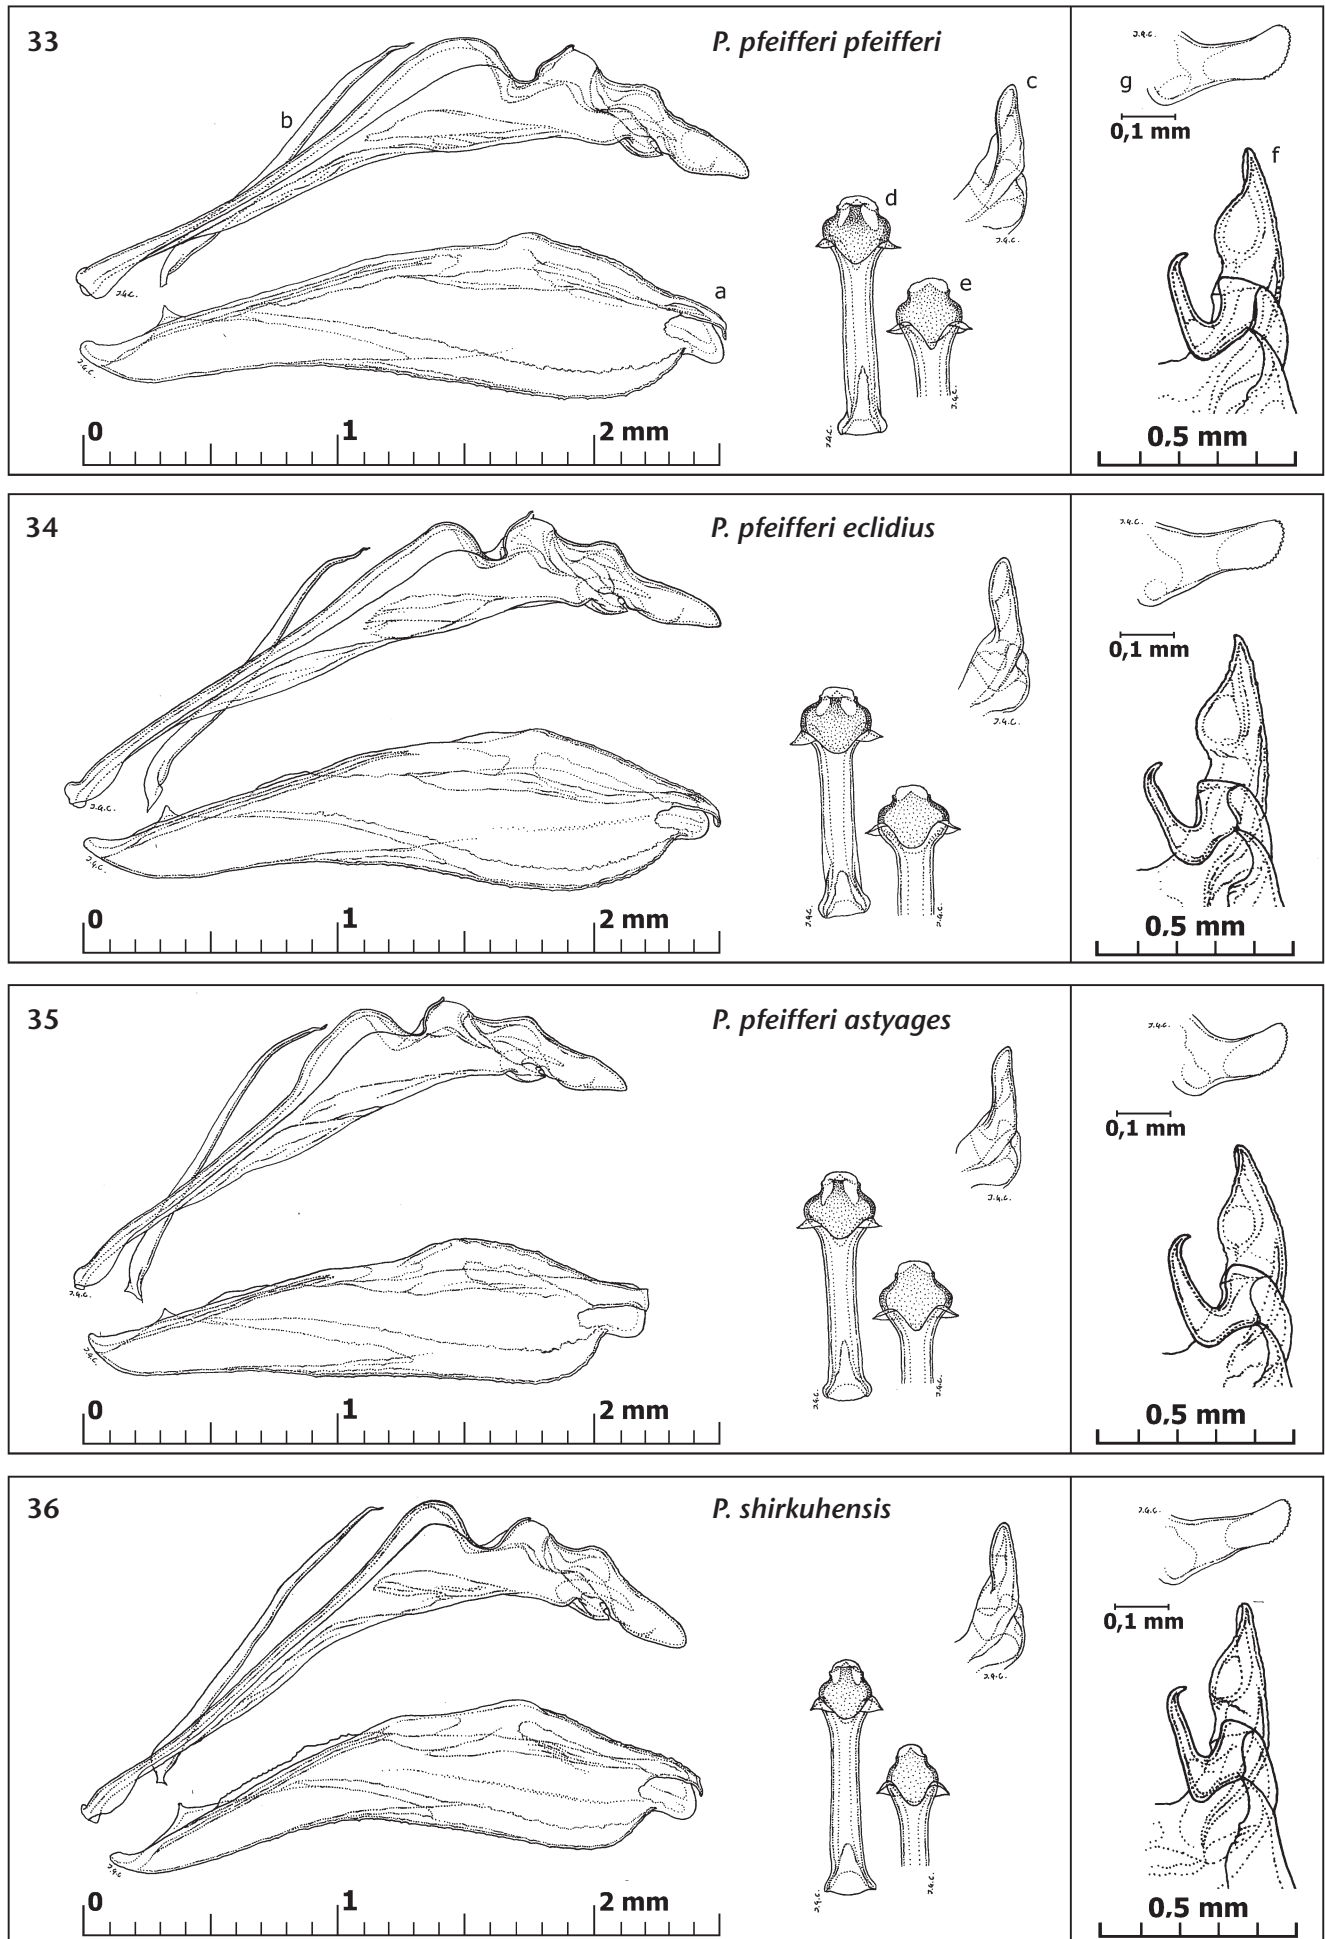 33
P. pfeifferi pfeifferi
a
b
c
d
e
f
g
J.G.C.
J.G.C.
J.G.C.
J.G.C.
J.G.C.
J.G.C.
0 1 2 mm
0,1 mm
0,5 mm
34
P. pfeifferi eclidius
J.G.C.
J.G.C.
J.G.C.
J.G.C.
J.G.C.
J.G.C.
0 1 2 mm
0,1 mm
0,5 mm
35
P. pfeifferi astyages
J.G.C.
J.G.C.
J.G.C.
J.G.C.
J.G.C.
J.G.C.
0 1 2 mm
0,1 mm
0,5 mm
36
P. shirkuhensis
J.G.C.
J.G.C.
J.G.C.
J.G.C.
J.G.C.
0 1 2 mm
0,1 mm
0,5 mm